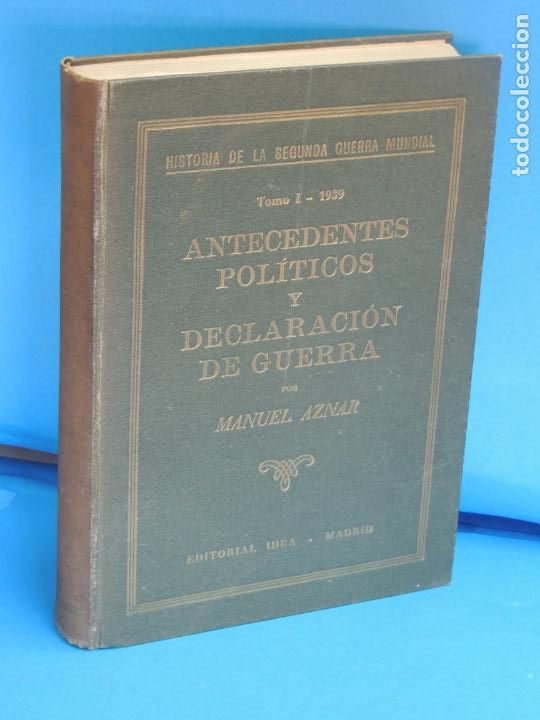 HISTORIA DE LA SEGUNDA GUERRA MUNDIAL
Tomo I - 1939
ANTECEDENTES
POLÍTICOS
Y
DECLARACIÓN
DE GUERRA
POR
MANUEL AZNAR
EDITORIAL IDEA . MADRID
todocoleccion